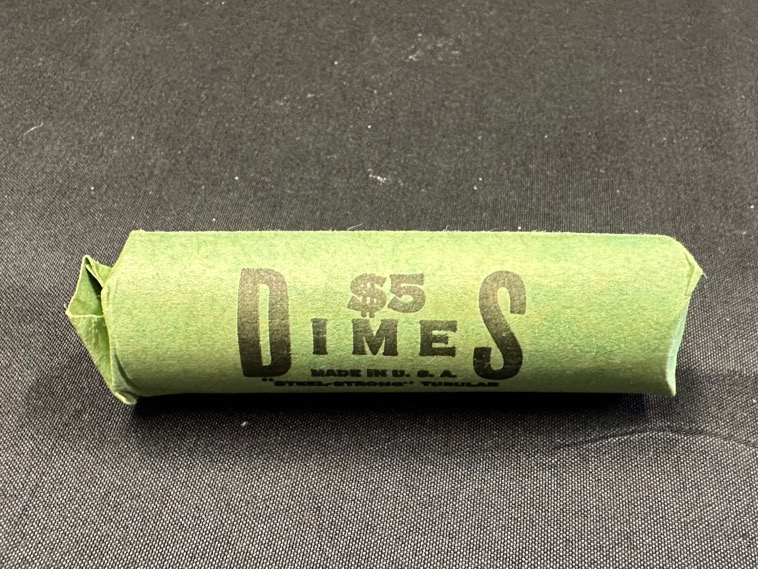 $5
DIMES
MADE IN U. S. A.
"STEEL-STRONG" TUBULAR